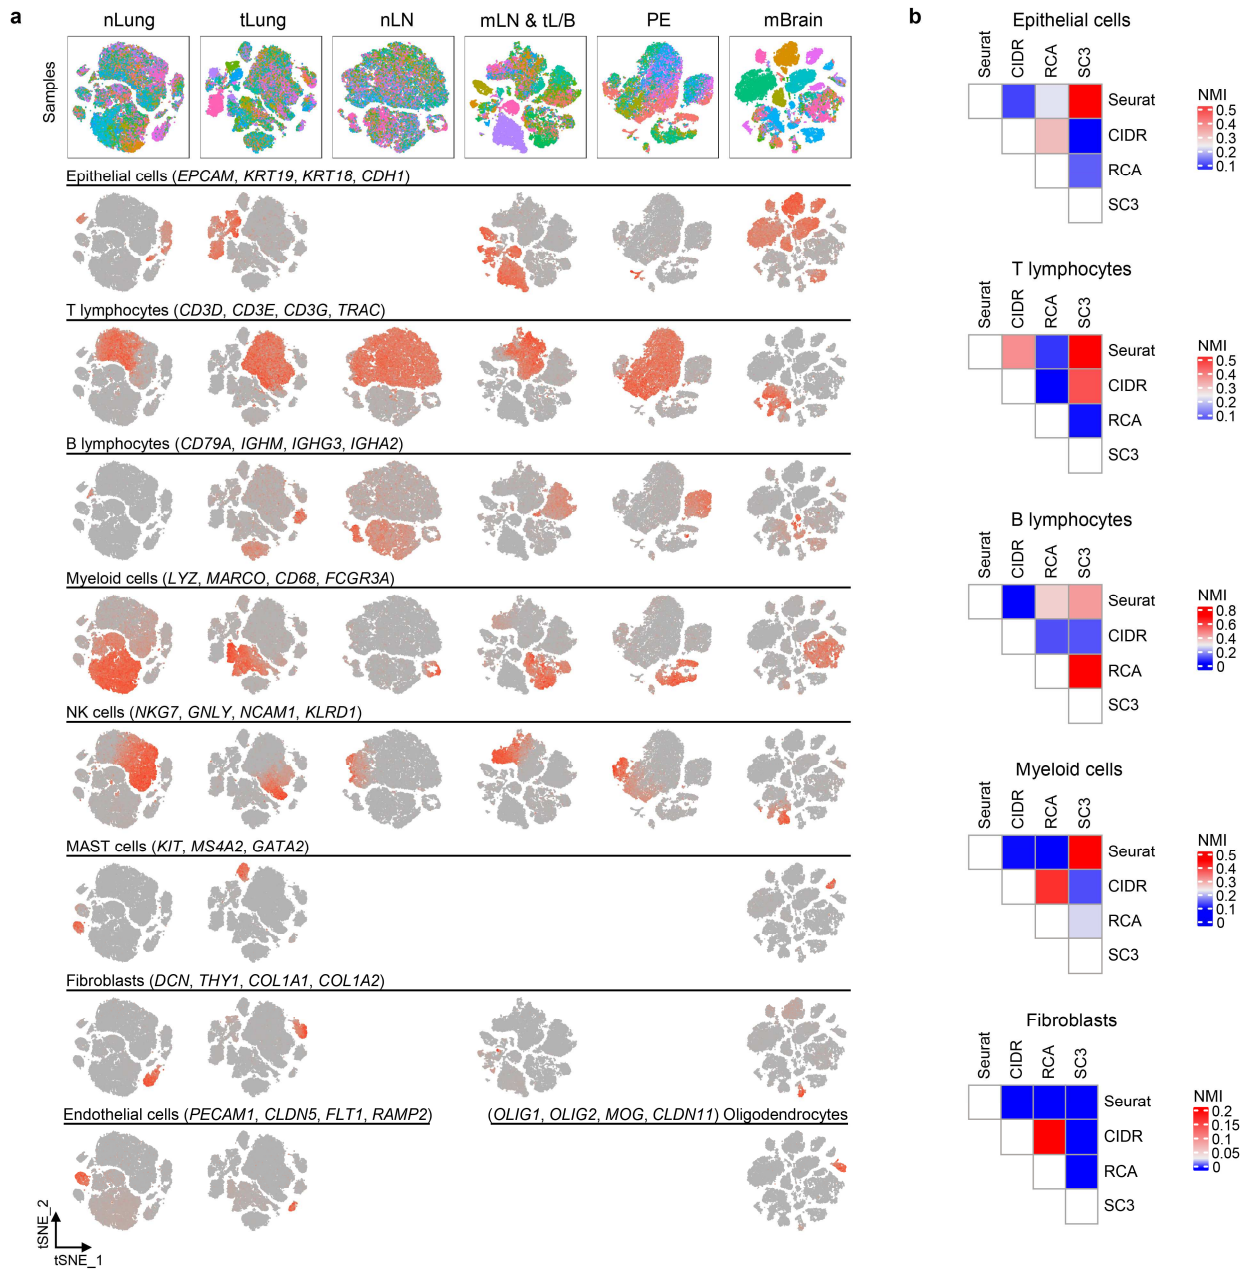 a
nLung tLung nLN mLN & tL/B PE mBrain
Samples
Epithelial cells (EPCAM, KRT19, KRT18, CDH1)
T lymphocytes (CD3D, CD3E, CD3G, TRAC)
B lymphocytes (CD79A, IGHM, IGHG3, IGHA2)
Myeloid cells (LYZ, MARCO, CD68, FCGR3A)
NK cells (NKG7, GNLY, NCAM1, KLRD1)
MAST cells (KIT, MS4A2, GATA2)
Fibroblasts (DCN, THY1, COL1A1, COL1A2)
Endothelial cells (PECAM1, CLDN5, FLT1, RAMP2)
(OLIG1, OLIG2, MOG, CLDN11) Oligodendrocytes
tSNE_2
tSNE_1
b
Epithelial cells
Seurat CIDR RCA SC3
Seurat
CIDR
RCA
SC3
NMI
0.5
0.4
0.3
0.2
0.1
T lymphocytes
Seurat CIDR RCA SC3
Seurat
CIDR
RCA
SC3
NMI
0.5
0.4
0.3
0.2
0.1
B lymphocytes
Seurat CIDR RCA SC3
Seurat
CIDR
RCA
SC3
NMI
0.8
0.6
0.4
0.2
0
Myeloid cells
Seurat CIDR RCA SC3
Seurat
CIDR
RCA
SC3
NMI
0.5
0.4
0.3
0.2
0.1
0
Fibroblasts
Seurat CIDR RCA SC3
Seurat
CIDR
RCA
SC3
NMI
0.2
0.15
0.1
0.05
0